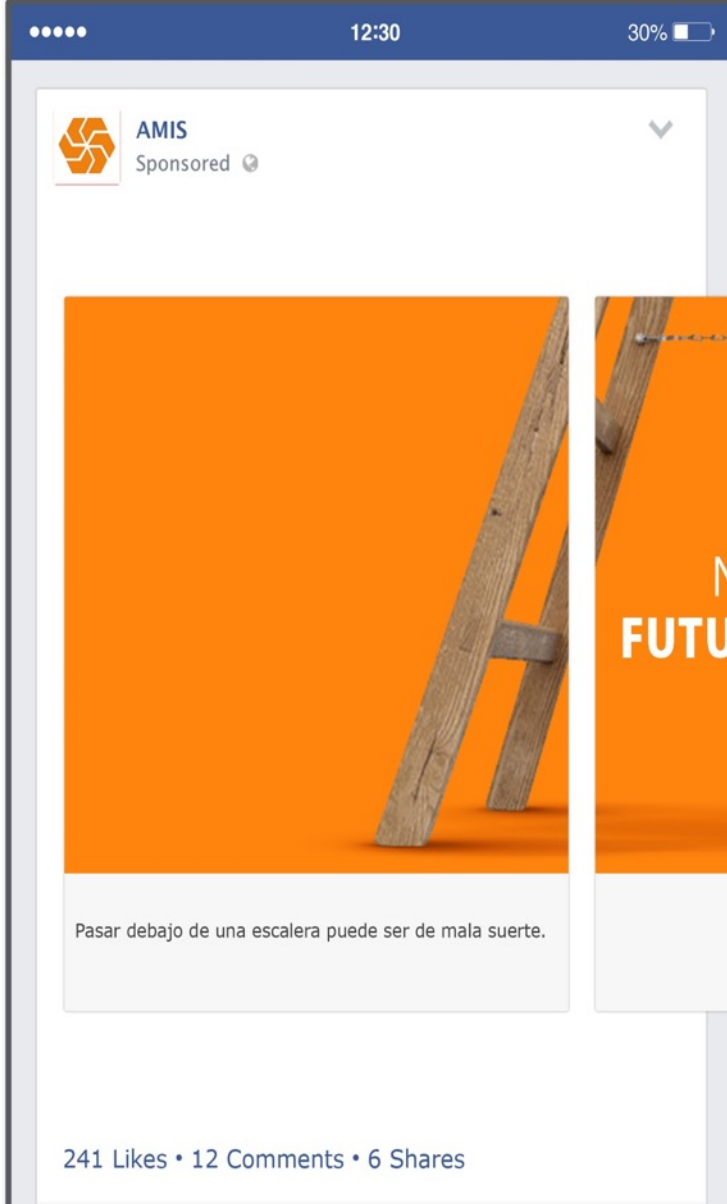 12:30
30%
AMIS
Sponsored
N
FUTU
Pasar debajo de una escalera puede ser de mala suerte.
241 Likes • 12 Comments • 6 Shares